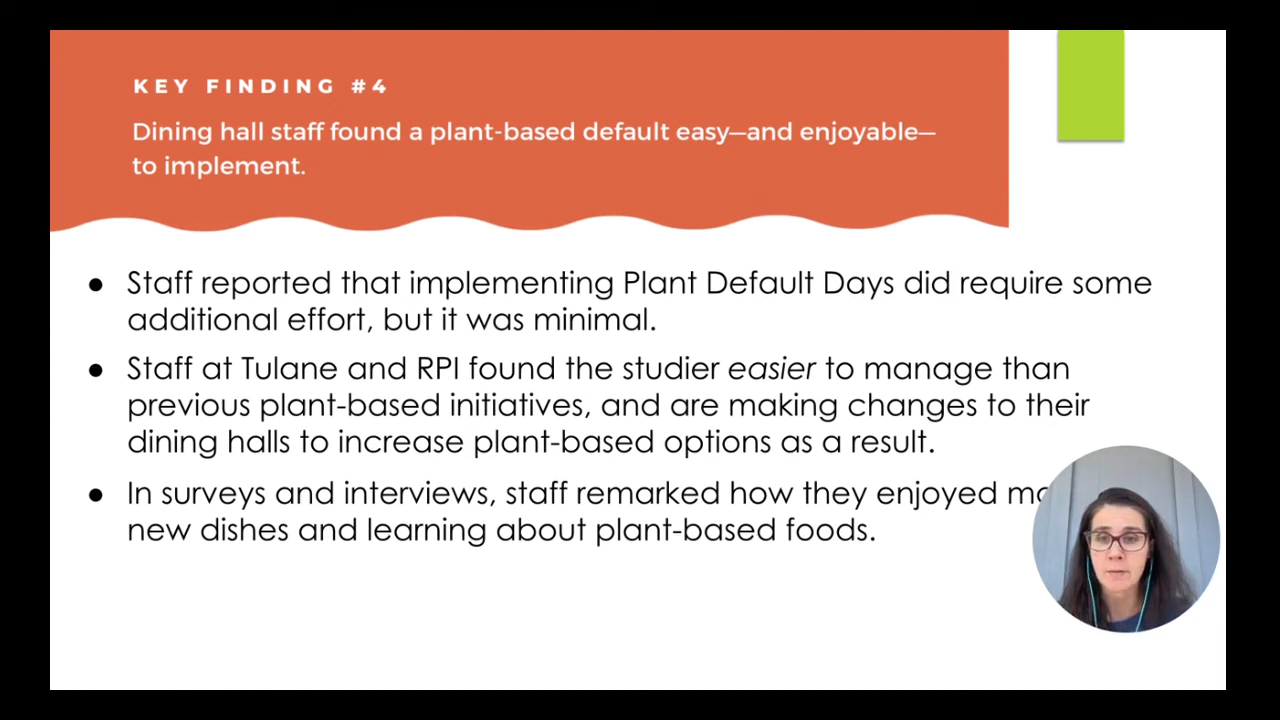 KEY FINDING #4
Dining hall staff found a plant-based default easy—and enjoyable—
to implement.
● Staff reported that implementing Plant Default Days did require some
additional effort, but it was minimal.
● Staff at Tulane and RPI found the studier easier to manage than
previous plant-based initiatives, and are making changes to their
dining halls to increase plant-based options as a result.
● In surveys and interviews, staff remarked how they enjoyed
new dishes and learning about plant-based foods.